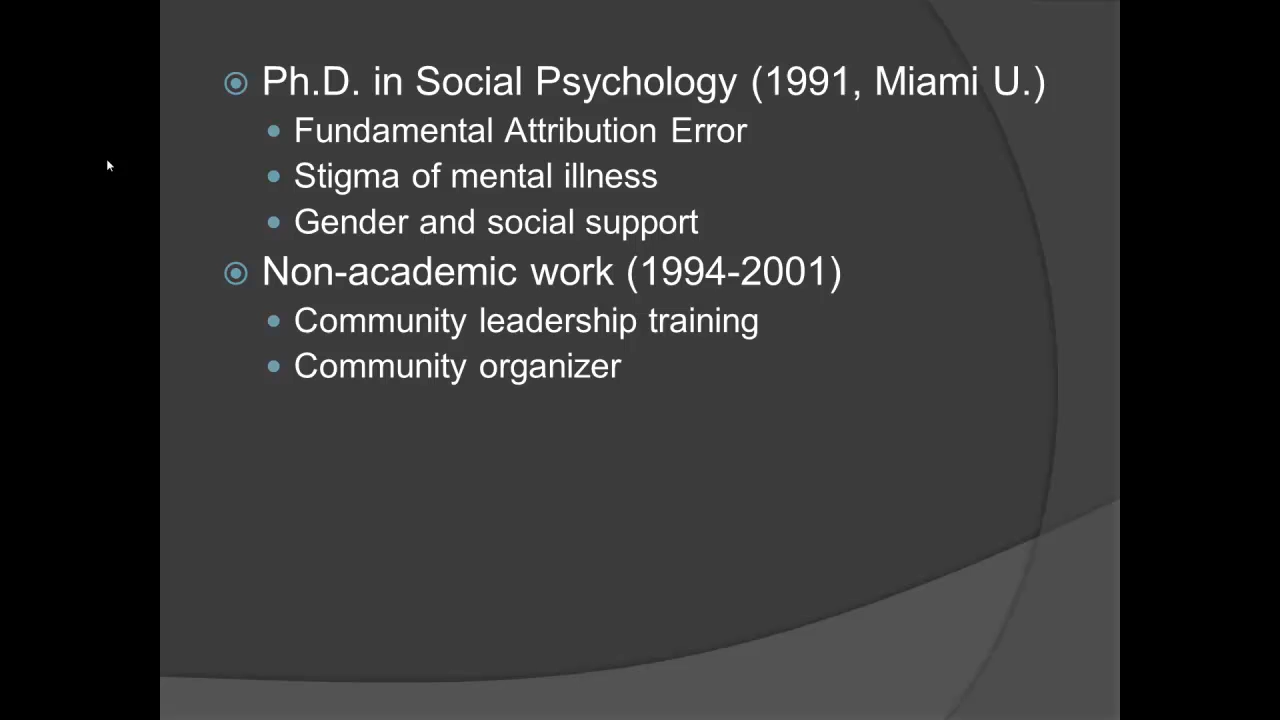 Ph.D. in Social Psychology (1991, Miami U.)
Fundamental Attribution Error
Stigma of mental illness
Gender and social support
Non-academic work (1994-2001)
Community leadership training
Community organizer